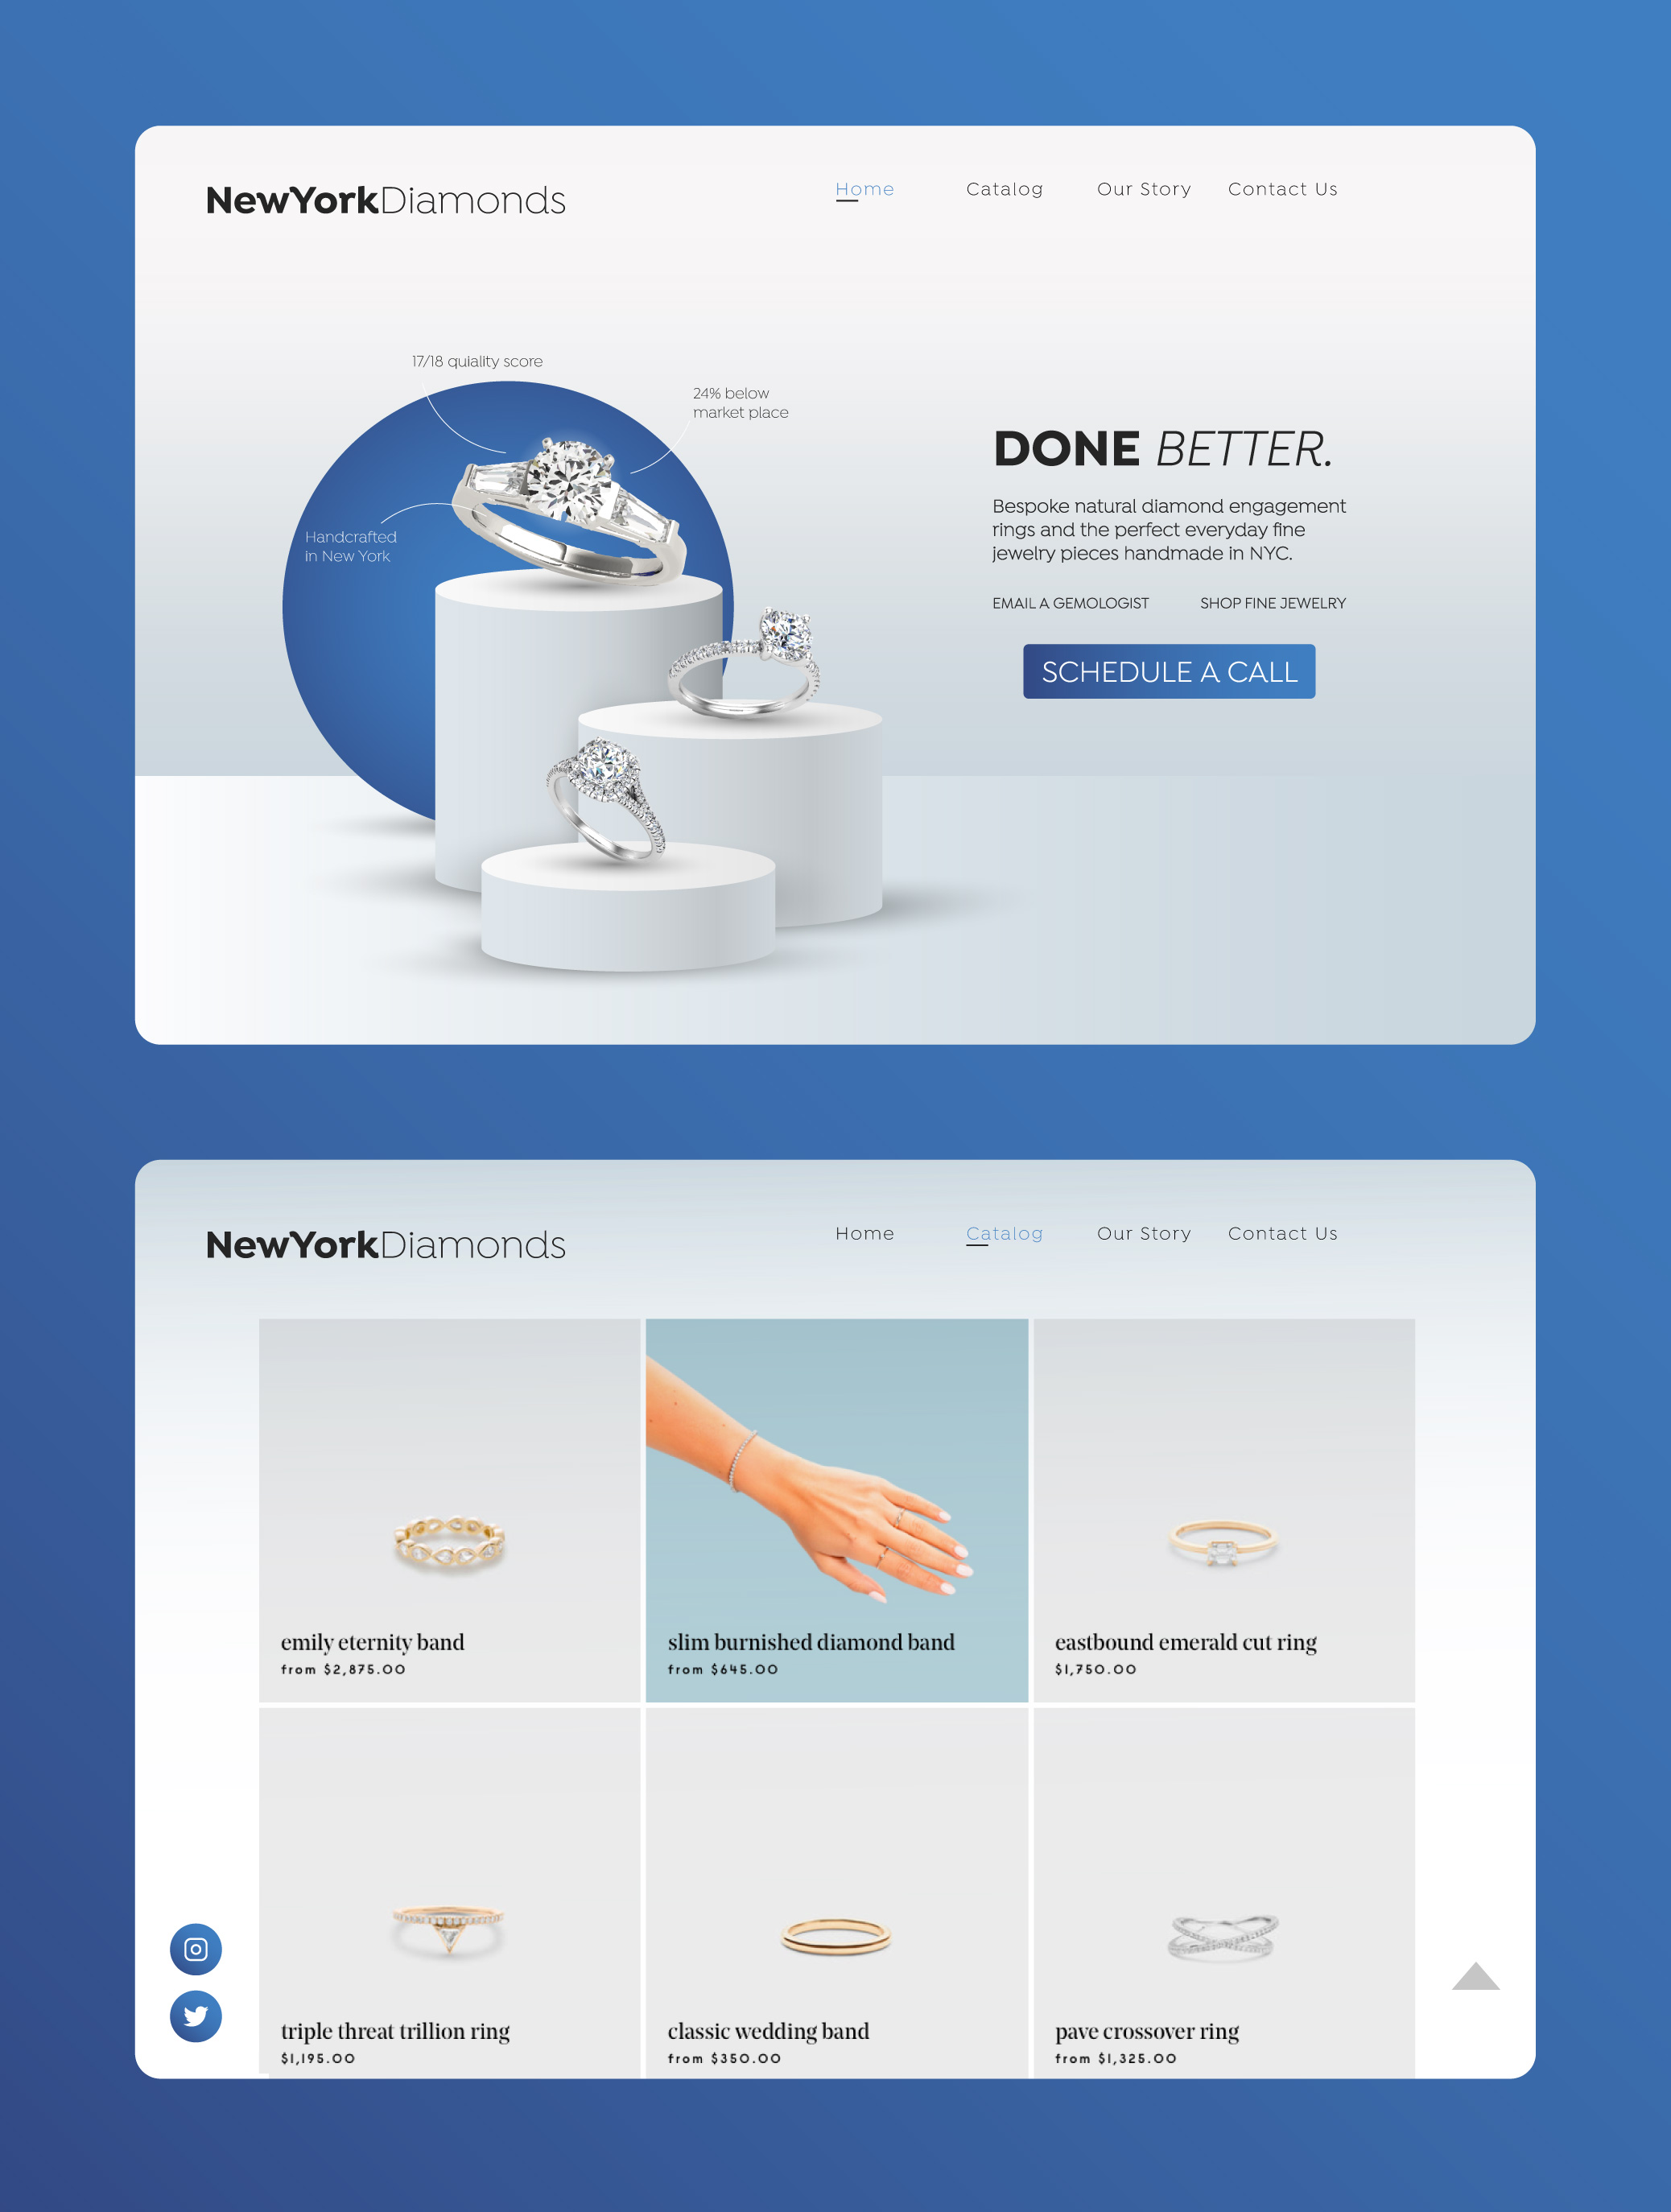 NewYorkDiamonds
Home Catalog Our Story Contact Us
17/18 quiality score
24% below
market place
Handcrafted
in New York
DONE BETTER.
Bespoke natural diamond engagement
rings and the perfect everyday fine
jewelry pieces handmade in NYC.
EMAIL A GEMOLOGIST SHOP FINE JEWELRY
SCHEDULE A CALL
NewYorkDiamonds
Home Catalog Our Story Contact Us
emily eternity band
from $2,875.00
slim burnished diamond band
from $645.00
eastbound emerald cut ring
$1,750.00
triple threat trillion ring
$1,195.00
classic wedding band
from $350.00
pave crossover ring
from $1,325.00